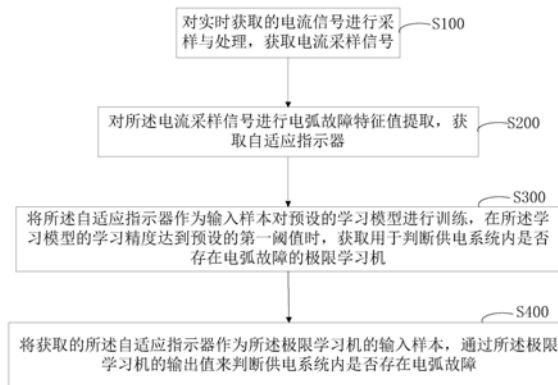 对实时获取的电流信号进行采
样与处理，获取电流采样信号
S100
对所述电流采样信号进行电弧故障特征值提取，获
取自适应指示器
S200
S300
将所述自适应指示器作为输入样本对预设的学习模型进行训练，在所述
学习模型的学习精度达到预设的第一阈值时，获取用于判断供电系统内是否
存在电弧故障的极限学习机
S400
将获取的所述自适应指示器作为所述极限学习机的输入样本，通过所述极限
学习机的输出值来判断供电系统内是否存在电弧故障